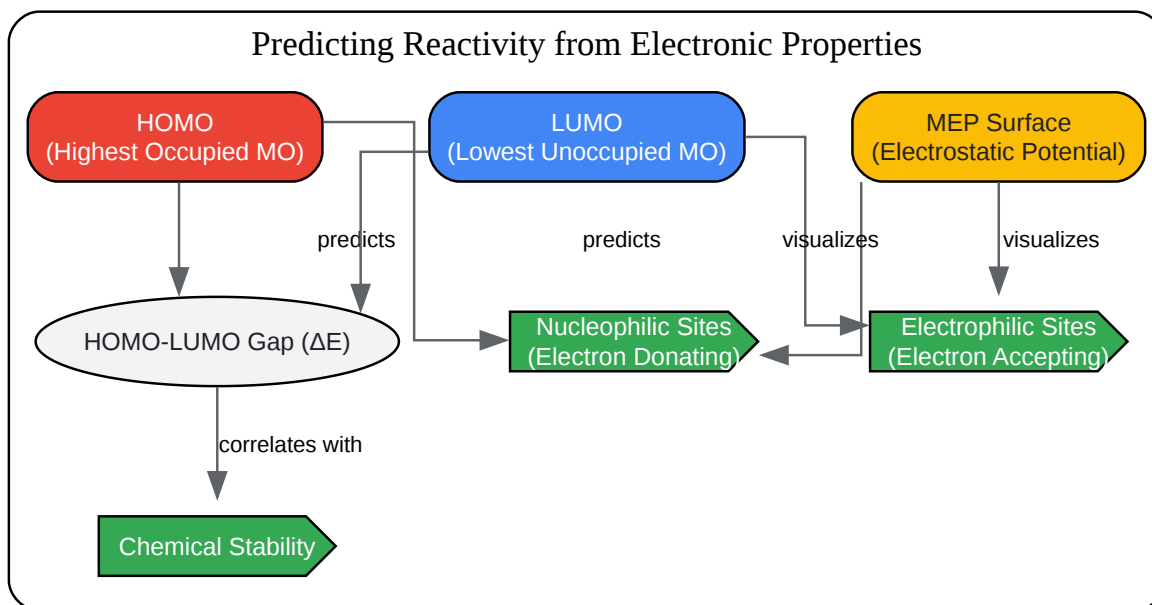 Predicting Reactivity from Electronic Properties
HOMO
(Highest Occupied MO)
LUMO
(Lowest Unoccupied MO)
MEP Surface
(Electrostatic Potential)
predicts
predicts
visualizes
visualizes
HOMO-LUMO Gap (ΔE)
Nucleophilic Sites
(Electron Donating)
Electrophilic Sites
(Electron Accepting)
correlates with
Chemical Stability